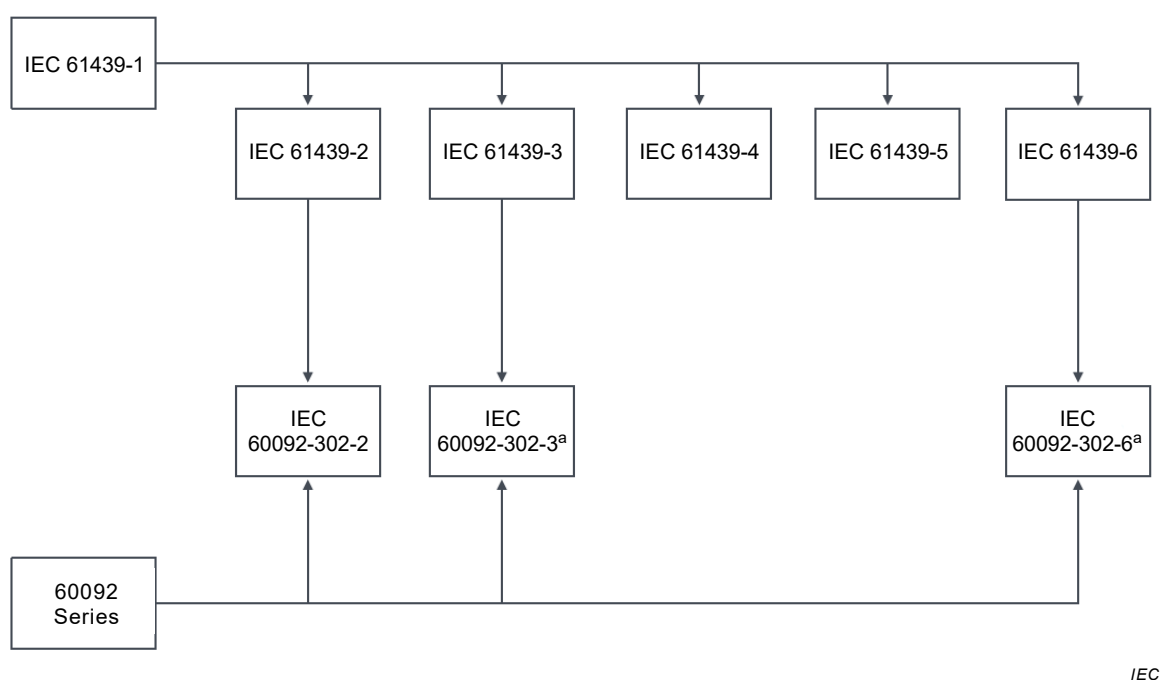 IEC 61439-1
IEC 61439-2
IEC 61439-3
IEC 61439-4
IEC 61439-5
IEC 61439-6
IEC
60092-302-2
IEC
60092-302-3ᵃ
IEC
60092-302-6ᵃ
60092
Series
IEC